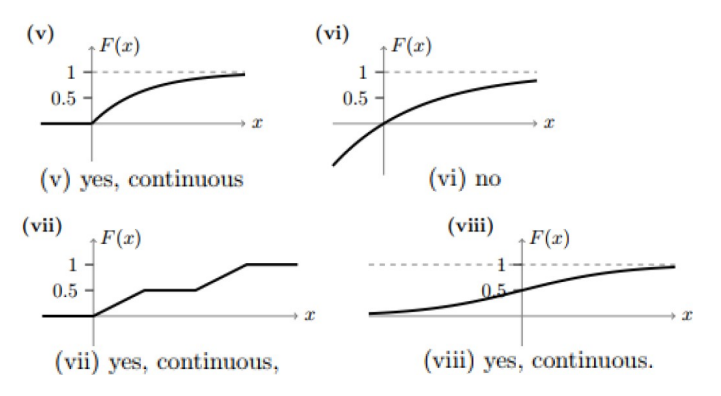 (v)
F(x)
1
0.5
x
(v) yes, continuous
(vi)
F(x)
1
0.5
x
(vi) no
(vii)
F(x)
1
0.5
x
(vii) yes, continuous,
(viii)
F(x)
1
0.5
x
(viii) yes, continuous.